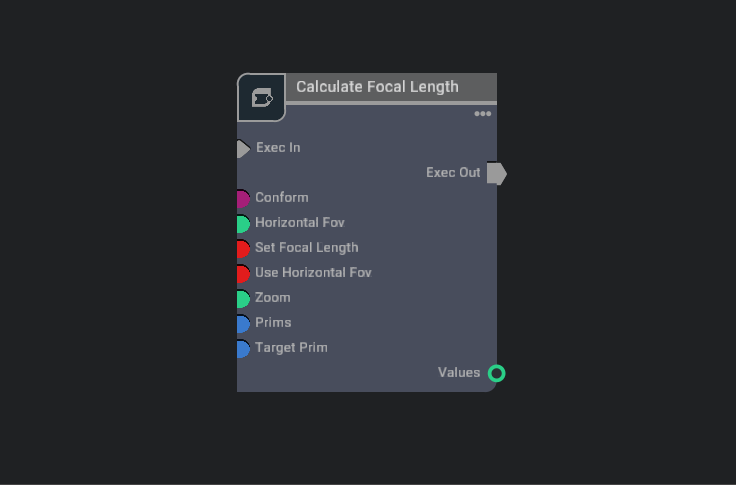 Calculate Focal Length
Exec In
Exec Out
Conform
Horizontal Fov
Set Focal Length
Use Horizontal Fov
Zoom
Prims
Target Prim
Values